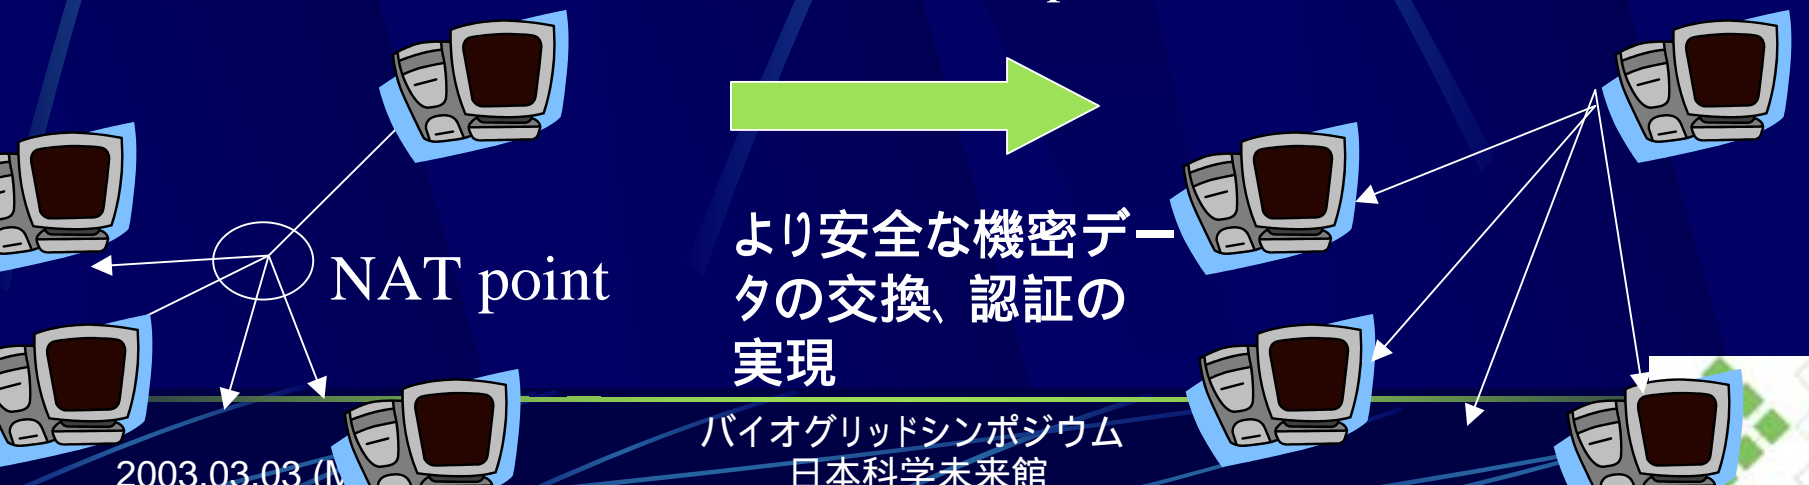 NAT point
より安全な機密デー
タの交換、認証の
実現
バイオグリッドシンポジウム
2003.03.03 (M
日本科学未来館